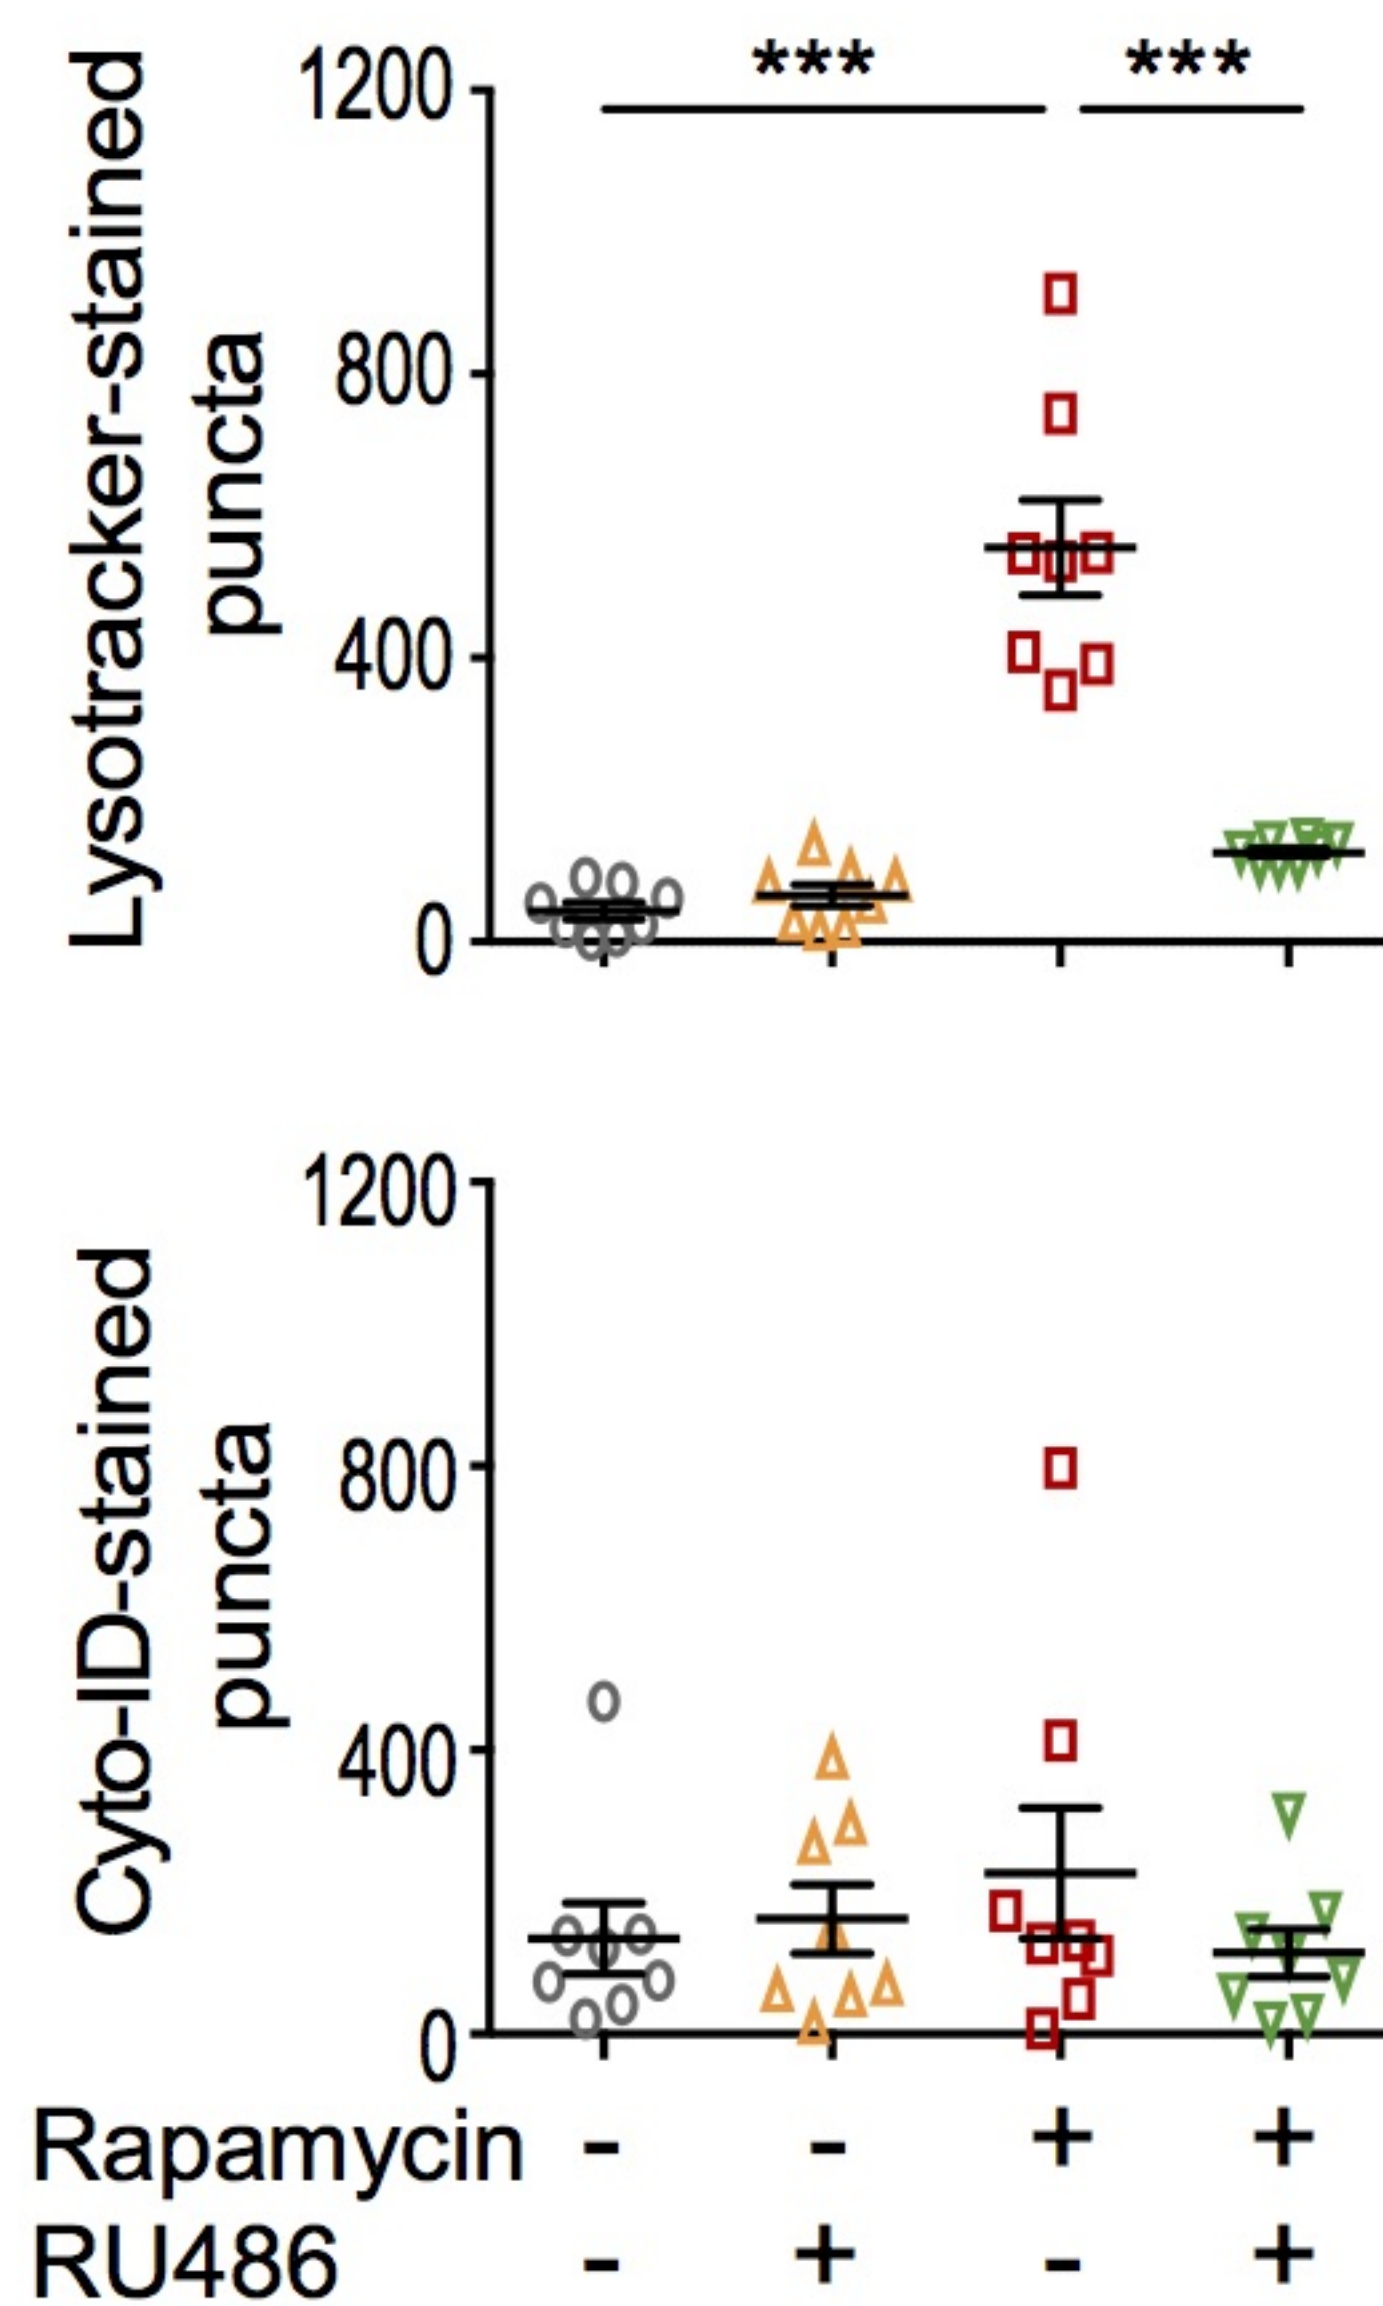 Lysotracker-stained
puncta
1200
800
400
0
*** ***
Cyto-ID-stained
puncta
1200
800
400
0
Rapamycin - - + +
RU486 - + - +